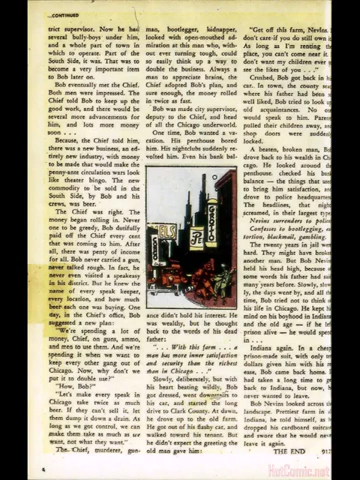 ...CONTINUED
trict supervisor. Now he had
several bully-boys under him,
and a whole part of town in
which to operate. Part of the
South Side, it was. That was to
become a very important item
to Bob later on.
Bob eventually met the Chief.
Both men were impressed. The
Chief told Bob to keep up the
good work, and there would be
several more advancements for
him, and lots more money
soon . . .
Because, the Chief told him,
there was a new business, an en-
tirely new industry, with money
to be made that would make the
penny-ante circulation wars look
like theater bingo. The new
commodity to be sold in the
South Side, by Bob and his
crews, was beer.
The Chief was right. The
money began rolling in. Never
one to be greedy, Bob dutifully
paid off the Chief every cent
that was coming to him. After
all, there was plenty of income
for all. Bob never carried a gun,
never talked rough. In fact, he
never even visited a speakeasy
in his district. But he knew the
name of every speak keeper,
every location, and how much
beer each one was buying. One
day, in the Chief's office, Bob
suggested a new plan:
"We're spending a lot of
money, Chief, on guns, ammo,
and men to use them. And we're
spending it when we want to
keep every other gang out of
Chicago. Now, why don't we
put it to double use?"
"How, Bob?"
"Let's make every speak in
Chicago take twice as much
beer. If they can't sell it, let
them dump it down a drain. As
long as we got control, we can
make them take as much as we
want, not what they want."
The Chief, murderer, gun-
man, bootlegger, kidnapper,
looked with open-mouthed ad-
miration at this man who, with-
out ever turning tough, could
so easily think up a way to
double the business. Always a
man to appreciate brains, the
Chief adopted Bob's plan, and
sure enough, the money rolled
in twice as fast.
Bob was made city supervisor,
deputy to the Chief, and head
of all the Chicago underworld.
One time, Bob wanted a va-
cation. His penthouse bored
him. His nightclubs suddenly re-
volted him. Even his bank bal-
ance didn't hold his interest. He
was wealthy, but he thought
back to the words of his dead
father:
". . . With this farm . . . a
man has more inner satisfaction
and security than the richest
man in Chicago . . ."
Slowly, deliberately, but with
his heart beating wildly, Bob
got dressed, went downstairs to
his car, and started the long
drive to Clark County. At dawn,
he drove up to the old farm.
He got out of his flashy car, and
walked toward the tenant. But
he didn't expect the greeting the
old man gave him:
"Get off this farm, Nevins. I
don't care if you do still own it.
As long as I'm renting the
place, you can't come near it. I
don't want my children ever to
see the likes of you . . ."
Crushed, Bob got back in his
car. In town, the county seat
where his father had been so
well liked, Bob tried to look up
old acquaintances. No one
would speak to him. Parents
pulled their children away, and
shop doors were suddenly
locked.
A beaten, broken man, Bob
drove back to his wealth in Chi-
cago. He looked around the
penthouse, checked his bank
balance — the things that used
to bring him satisfaction, and
drove to police headquarters.
The headlines, that night,
screamed, in their largest type:
Nevins surrenders to police
Confesses to bootlegging, ex-
tortion, blackmail, gambling.
The twenty years in jail were
hard. They might have broken
another man. But Bob Nevins
held his head high, because of
some words his father had said
many years before. Slowly, slow-
ly, the days went by, and all the
time, Bob tried not to think of
his life in Chicago. He kept his
mind on his boyhood in Indiana,
and the old age — if he left
prison alive — he would spend
in . . .
Indiana again. In a cheap
prison-made suit, with only ten
dollars given him with his re-
ease, Bob came back home. It
had taken a long time to get
back to Indiana, but now, he
never wanted to leave.
Bob Nevins looked across the
landscape. Prettiest farm in all
Indiana, he told himself, as he
dropped his cardboard suitcase
and swore that he would never
leave it again.
THE END
HotComic.net